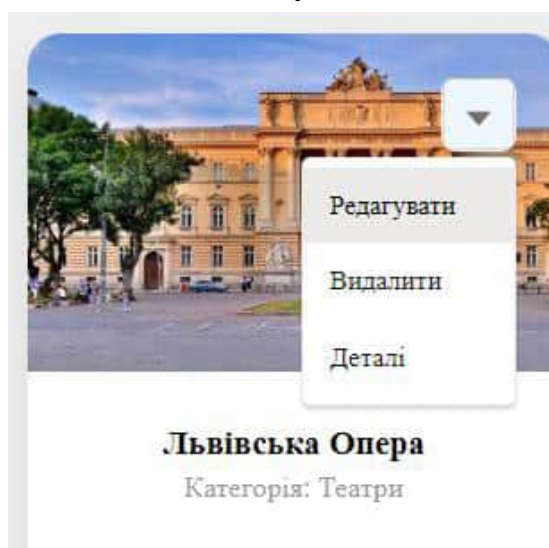 Редагувати
Видалити
Деталі
Львівська Опера
Категорія: Театри